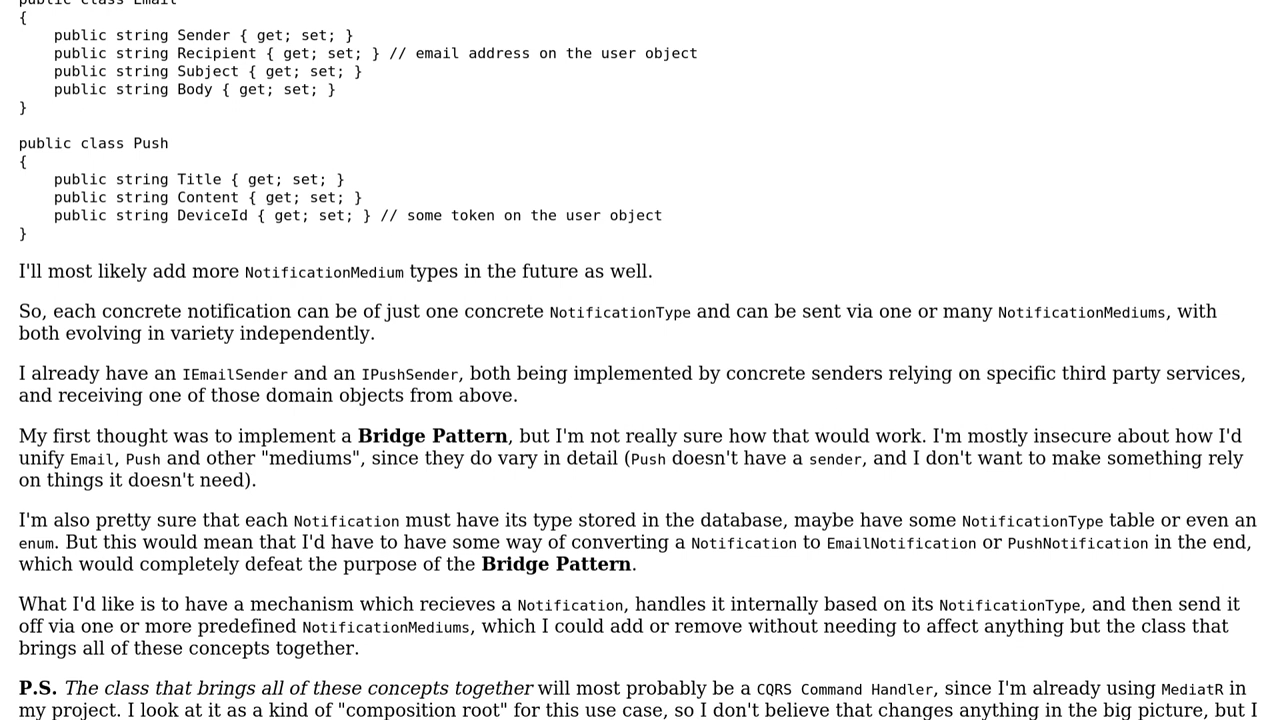 public class Email
{
    public string Sender { get; set; }
    public string Recipient { get; set; } // email address on the user object
    public string Subject { get; set; }
    public string Body { get; set; }
}
public class Push
{
    public string Title { get; set; }
    public string Content { get; set; }
    public string DeviceId { get; set; } // some token on the user object
}
I'll most likely add more NotificationMedium types in the future as well.
So, each concrete notification can be of just one concrete NotificationType and can be sent via one or many NotificationMediums, with
both evolving in variety independently.
I already have an IEmailSender and an IPushSender, both being implemented by concrete senders relying on specific third party services,
and receiving one of those domain objects from above.
My first thought was to implement a Bridge Pattern, but I'm not really sure how that would work. I'm mostly insecure about how I'd
unify Email, Push and other "mediums", since they do vary in detail (Push doesn't have a sender, and I don't want to make something rely
on things it doesn't need).
I'm also pretty sure that each Notification must have its type stored in the database, maybe have some NotificationType table or even an
enum. But this would mean that I'd have to have some way of converting a Notification to EmailNotification or PushNotification in the end,
which would completely defeat the purpose of the Bridge Pattern.
What I'd like is to have a mechanism which recieves a Notification, handles it internally based on its NotificationType, and then send it
off via one or more predefined NotificationMediums, which I could add or remove without needing to affect anything but the class that
brings all of these concepts together.
P.S. The class that brings all of these concepts together will most probably be a CQRS Command Handler, since I'm already using MediatR in
my project. I look at it as a kind of "composition root" for this use case, so I don't believe that changes anything in the big picture, but I